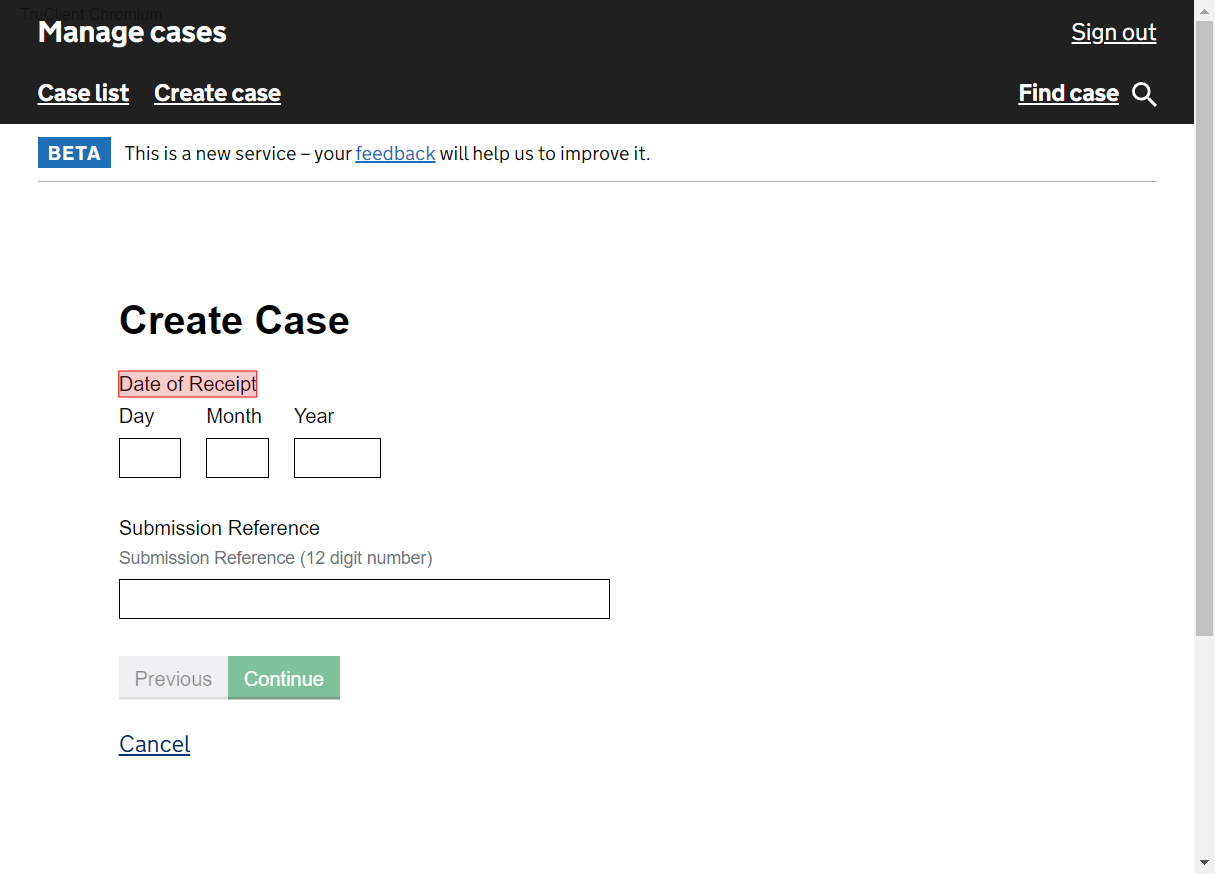 TruClient Chromium
Manage cases
Sign out
Case list Create case Find case
BETA This is a new service – your feedback will help us to improve it.
Create Case
Date of Receipt
Day Month Year
Submission Reference
Submission Reference (12 digit number)
Previous Continue
Cancel